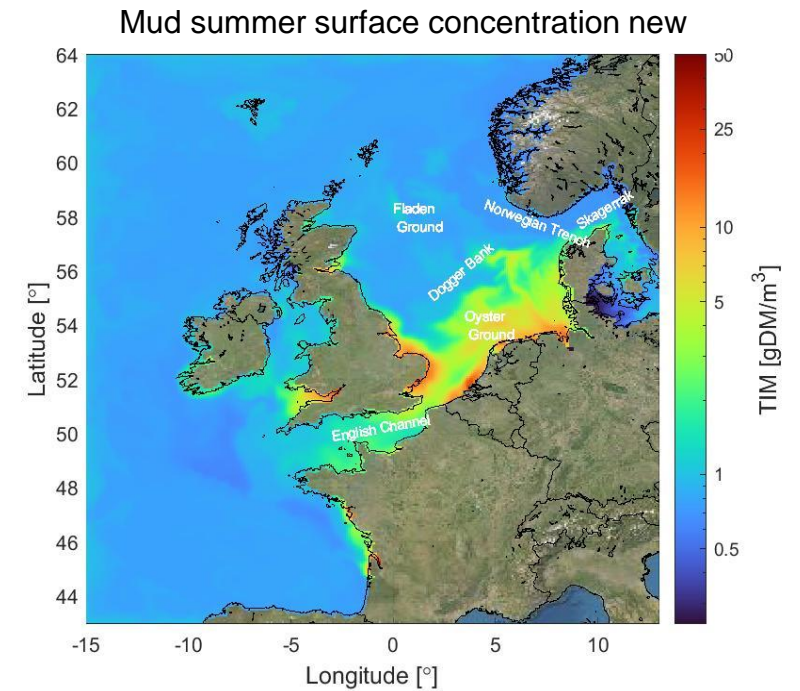 Mud summer surface concentration new
64
62
60
58
56
54
52
50
48
46
44
-15
-10
-5
0
5
10
Latitude [°]
Longitude [°]
Fladen
Ground
Norwegian Trench
Skagerrak
Dogger Bank
Oyster
Ground
English Channel
50
25
10
5
1
0.5
TIM [gDM/m³]